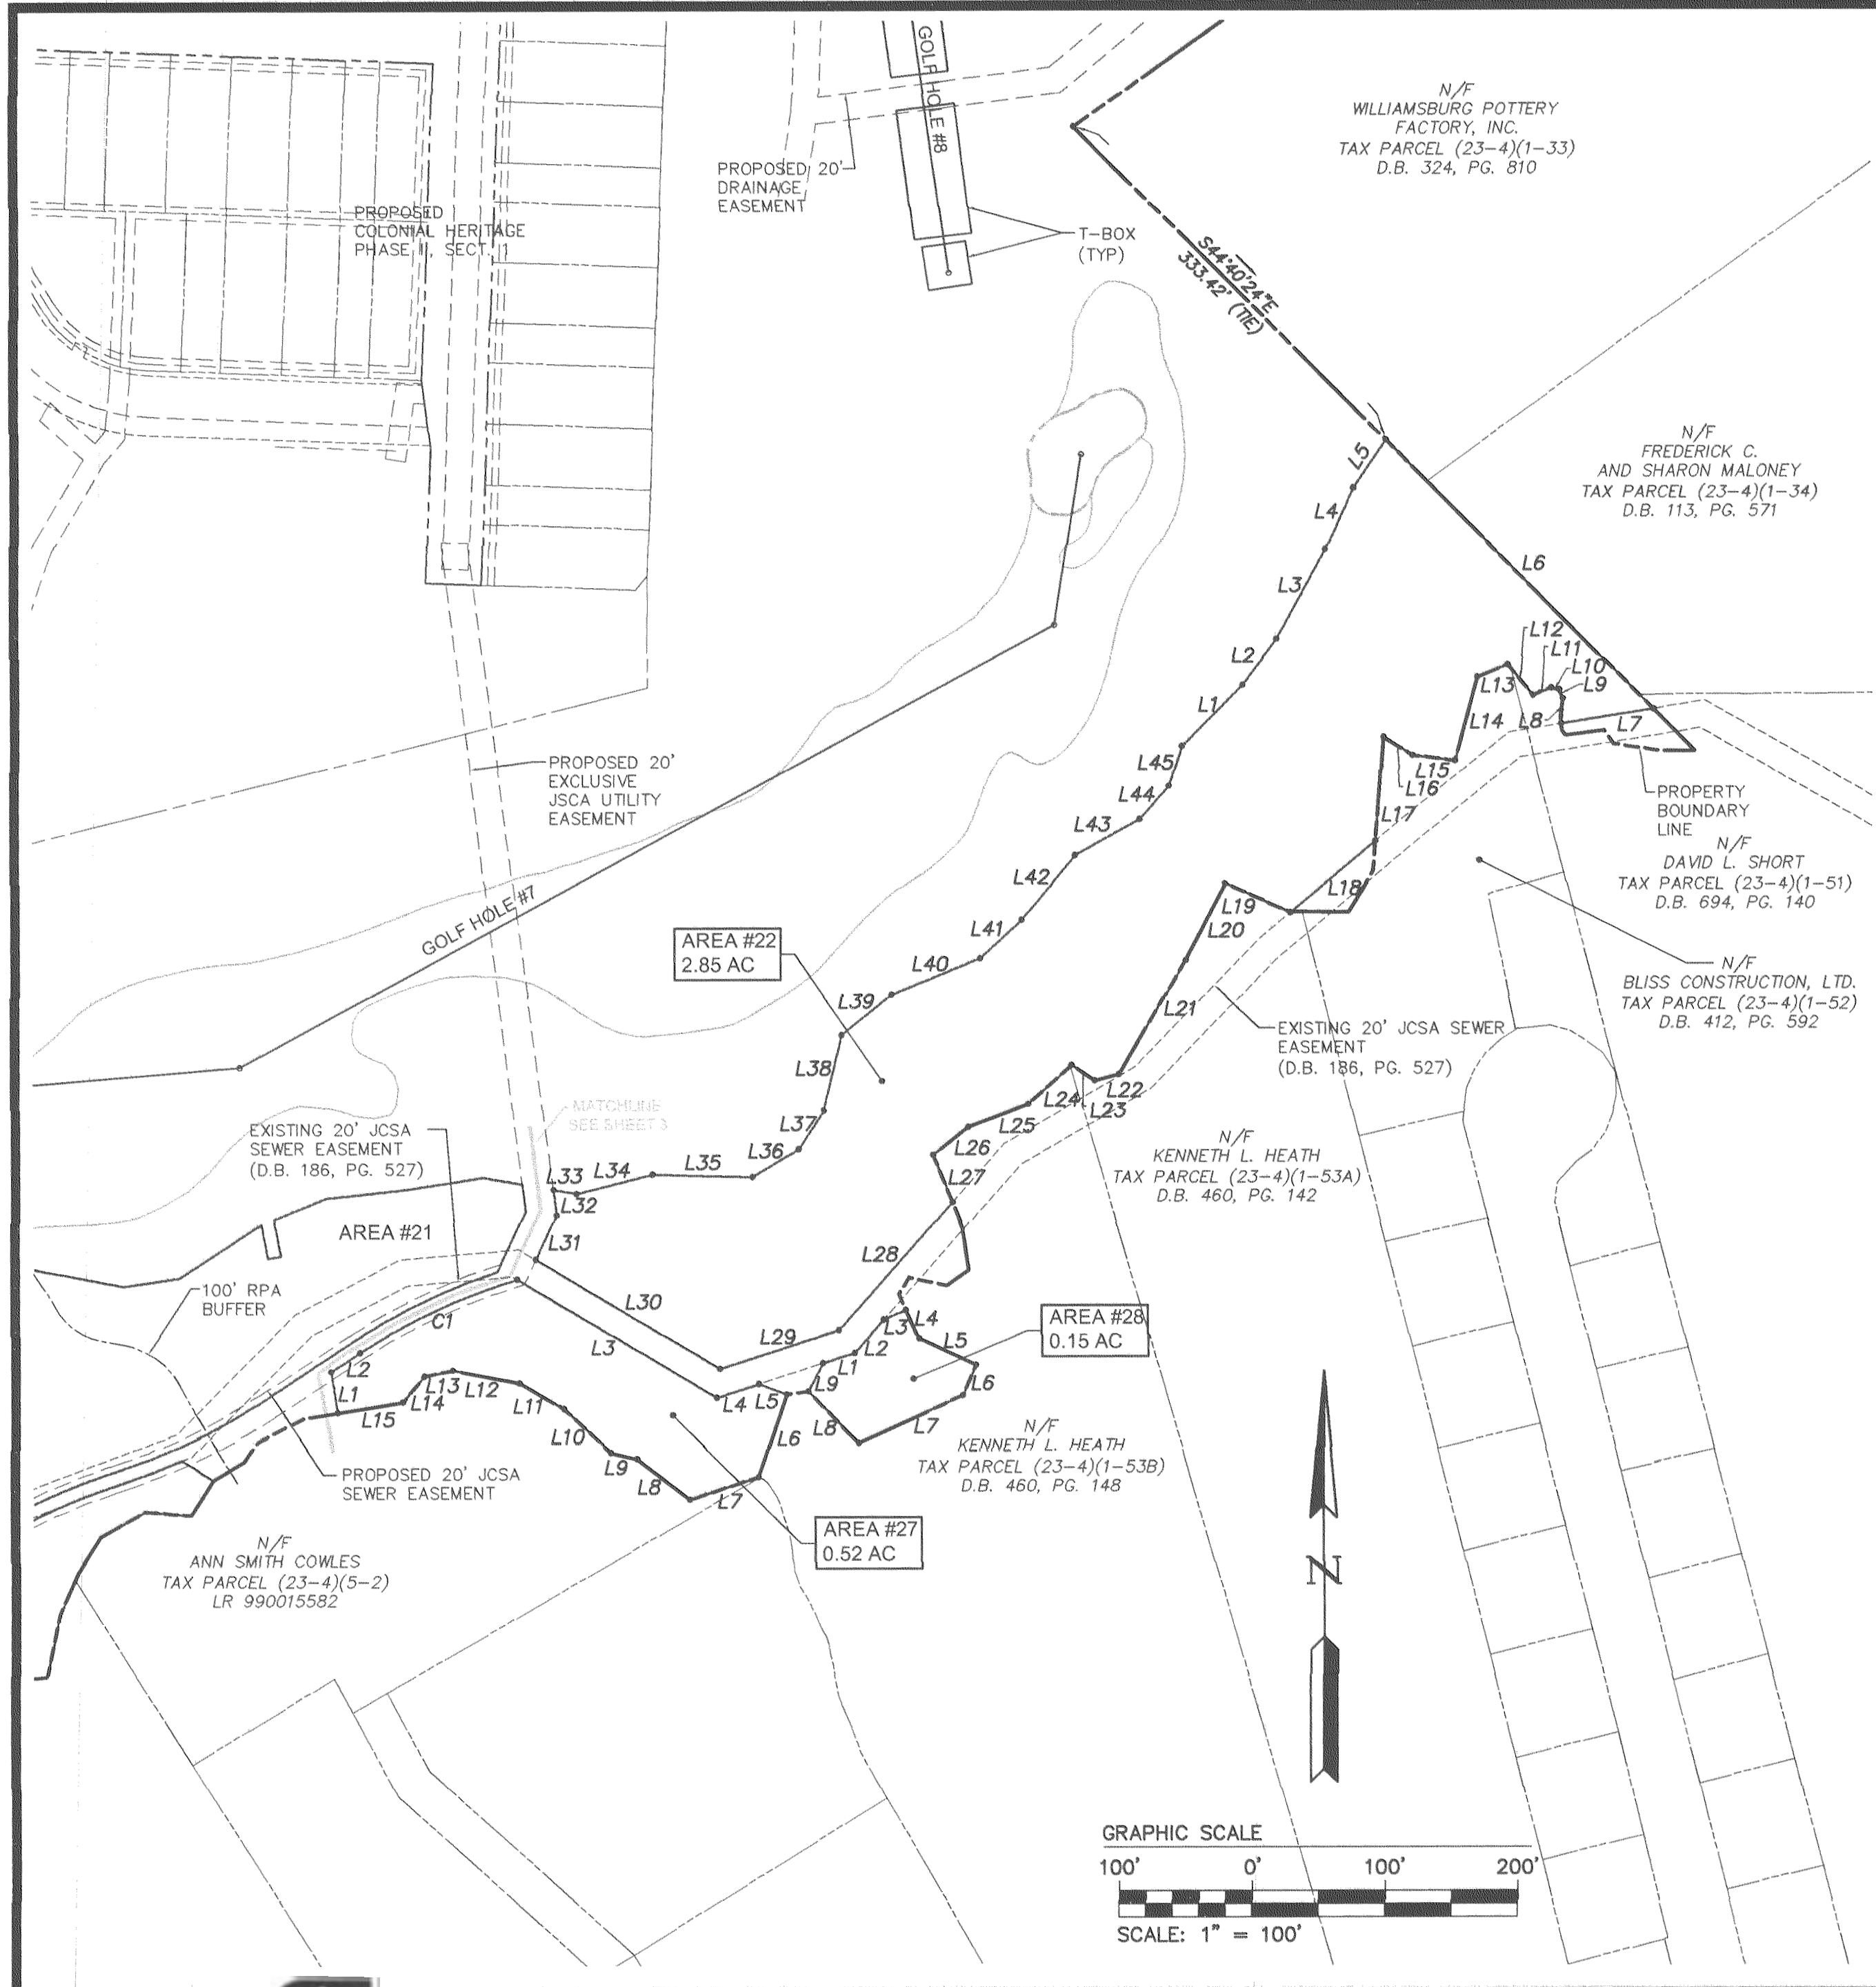 GOLF HOLE #8
N/F
WILLIAMSBURG POTTERY
FACTORY, INC.
TAX PARCEL (23-4)(1-33)
D.B. 324, PG. 810
PROPOSED 20'
DRAINAGE
EASEMENT
PROPOSED
COLONIAL HERITAGE
PHASE II, SECT. 1
T-BOX
(TYP)
S44°40'24"E
333.42' (TIE)
N/F
FREDERICK C.
AND SHARON MALONEY
TAX PARCEL (23-4)(1-34)
D.B. 113, PG. 571
L5
L4
L6
L3
L12
L11
L10
L9
L2
L13
L1
L14
L8
L7
PROPOSED 20'
EXCLUSIVE
JSCA UTILITY
EASEMENT
L45
L15
L16
L44
L17
PROPERTY
BOUNDARY
LINE
L43
N/F
DAVID L. SHORT
TAX PARCEL (23-4)(1-51)
D.B. 694, PG. 140
L42
L18
L19
GOLF HOLE #7
L20
AREA #22
2.85 AC
L41
L40
N/F
BLISS CONSTRUCTION, LTD.
TAX PARCEL (23-4)(1-52)
D.B. 412, PG. 592
L39
L21
EXISTING 20' JCSA SEWER
EASEMENT
(D.B. 186, PG. 527)
L38
L22
L23
L24
MATCHLINE
SEE SHEET 3
EXISTING 20' JCSA
SEWER EASEMENT
(D.B. 186, PG. 527)
L37
L25
L26
L36
N/F
KENNETH L. HEATH
TAX PARCEL (23-4)(1-53A)
D.B. 460, PG. 142
L33
L34
L35
L27
L32
AREA #21
L31
L28
100' RPA
BUFFER
L30
C1
L29
L3
L3
L4
AREA #28
0.15 AC
L2
L2
L1
L5
L1
L15
L14
L13
L12
L11
L10
L4
L5
L9
L6
L6
L8
L7
L9
L8
L7
N/F
KENNETH L. HEATH
TAX PARCEL (23-4)(1-53B)
D.B. 460, PG. 148
PROPOSED 20' JCSA
SEWER EASEMENT
AREA #27
0.52 AC
N/F
ANN SMITH COWLES
TAX PARCEL (23-4)(5-2)
LR 990015582
N
GRAPHIC SCALE
100' 0' 100' 200'
SCALE: 1" = 100'